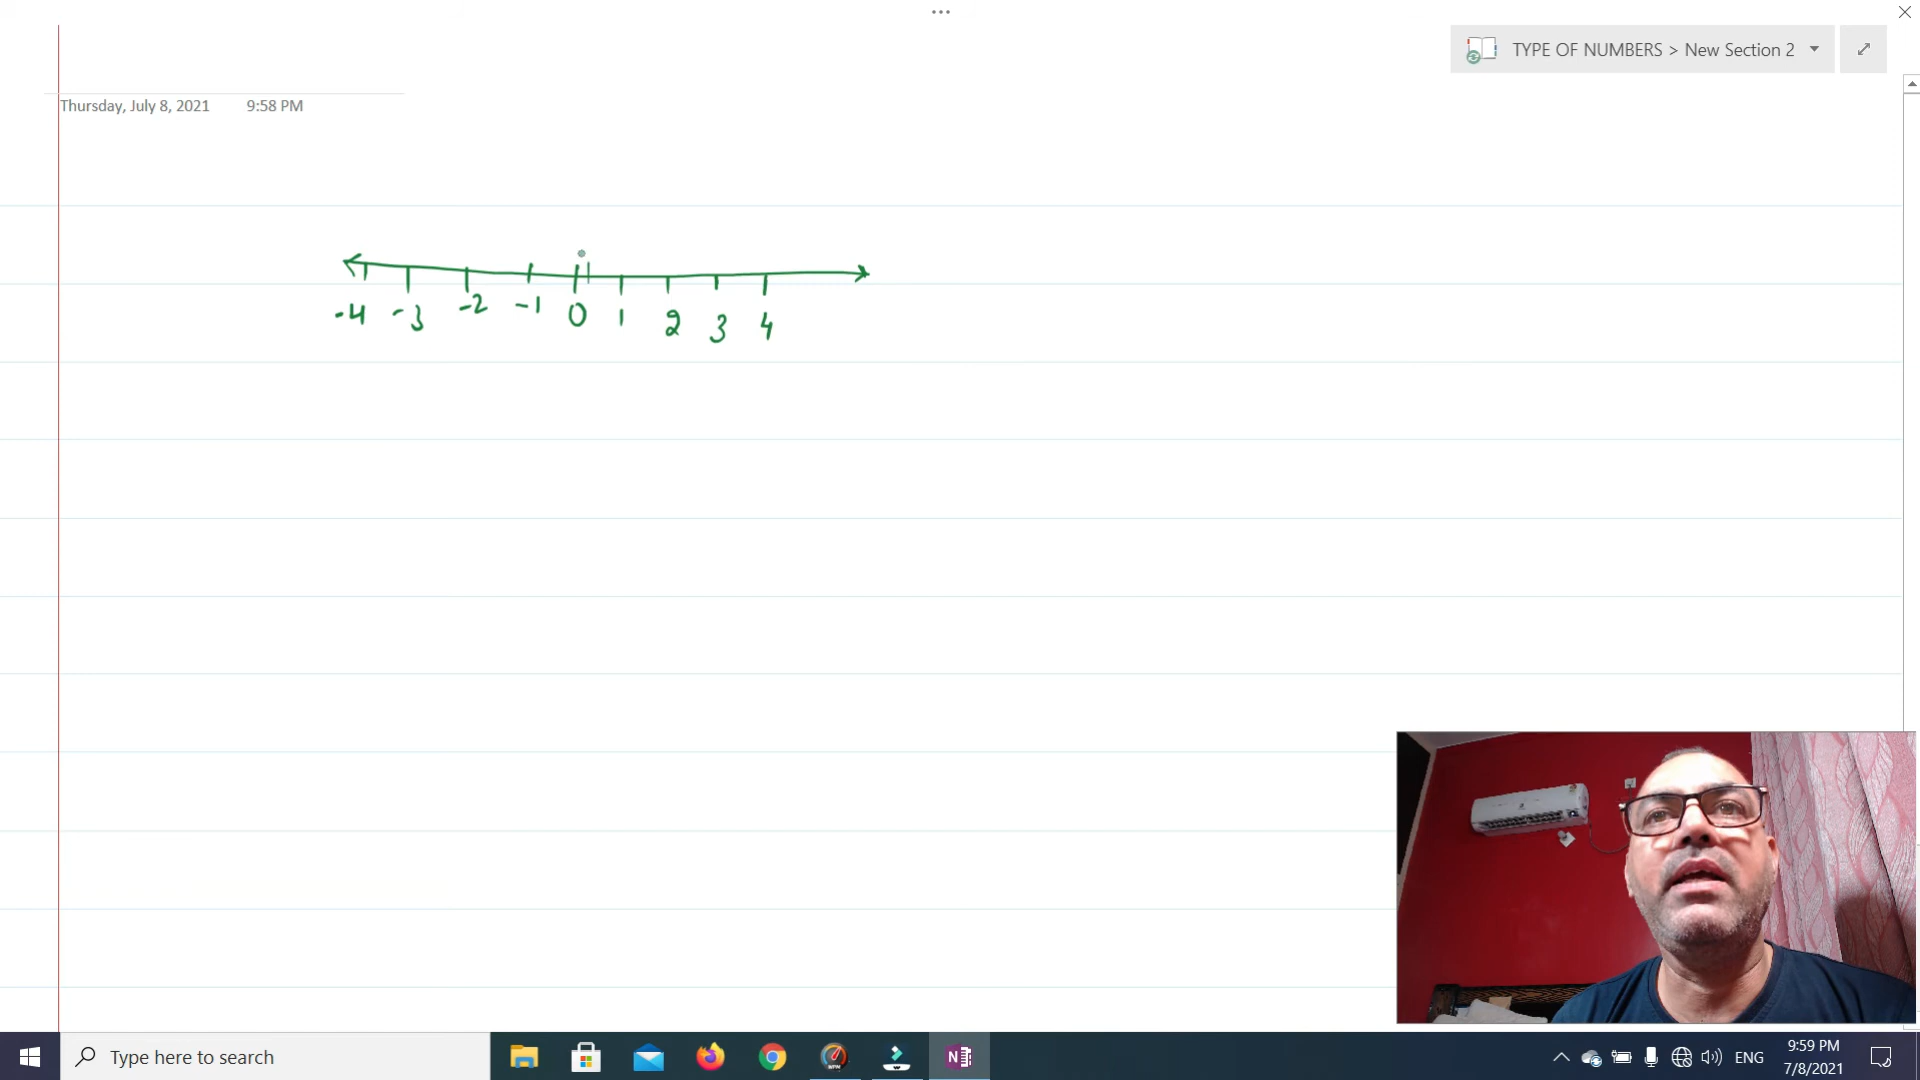 TYPE OF NUMBERS > New Section 2
Thursday, July 8, 2021 9:58 PM
-4 -3 -2 -1 0 1 2 3 4
Type here to search
N
ENG
9:59 PM
7/8/2021